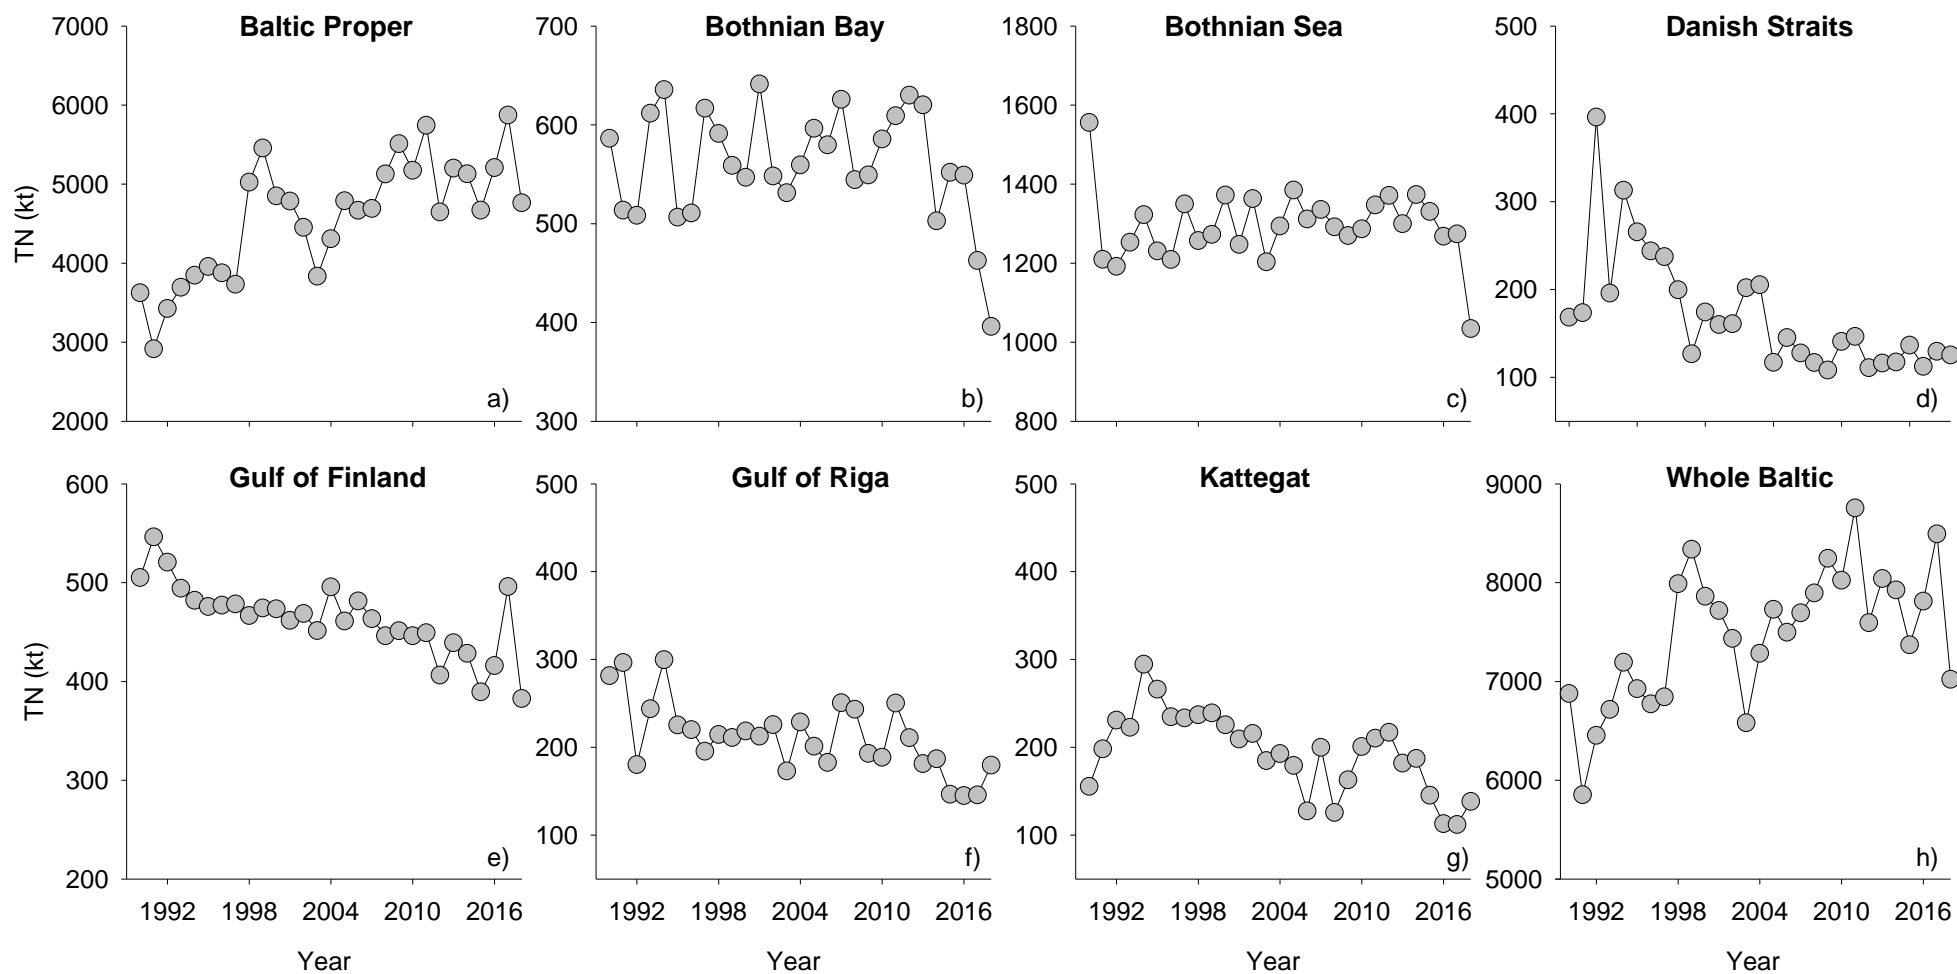 Baltic Proper
TN (kt)
7000
6000
5000
4000
3000
2000
a)
Bothnian Bay
700
600
500
400
300
b)
Bothnian Sea
1800
1600
1400
1200
1000
800
c)
Danish Straits
500
400
300
200
100
d)
Gulf of Finland
TN (kt)
600
500
400
300
200
e)
1992 1998 2004 2010 2016
Year
Gulf of Riga
500
400
300
200
100
f)
1992 1998 2004 2010 2016
Year
Kattegat
500
400
300
200
100
g)
1992 1998 2004 2010 2016
Year
Whole Baltic
9000
8000
7000
6000
5000
h)
1992 1998 2004 2010 2016
Year